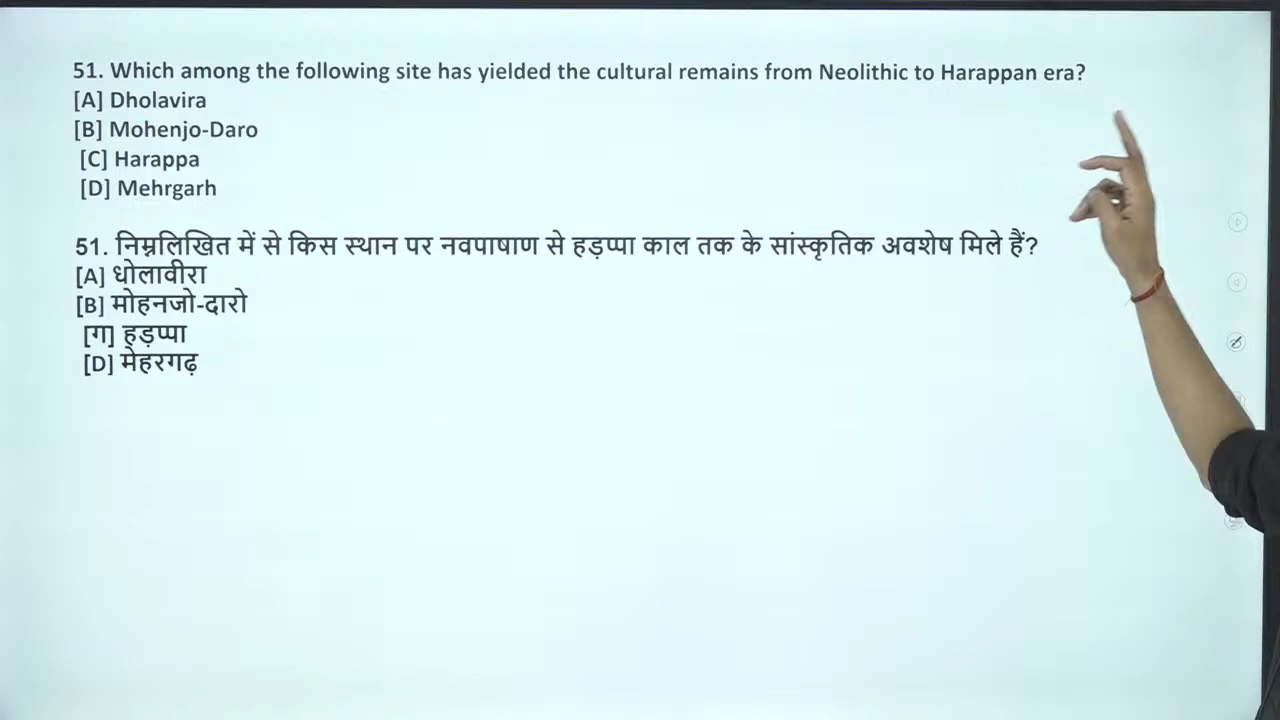 51. Which among the following site has yielded the cultural remains from Neolithic to Harappan era?
[A] Dholavira
[B] Mohenjo-Daro
[C] Harappa
[D] Mehrgarh
51. निम्नलिखित में से किस स्थान पर नवपाषाण से हड़प्पा काल तक के सांस्कृतिक अवशेष मिले हैं?
[A] धोलावीरा
[B] मोहनजो-दारो
[ग] हड़प्पा
[D] मेहरगढ़